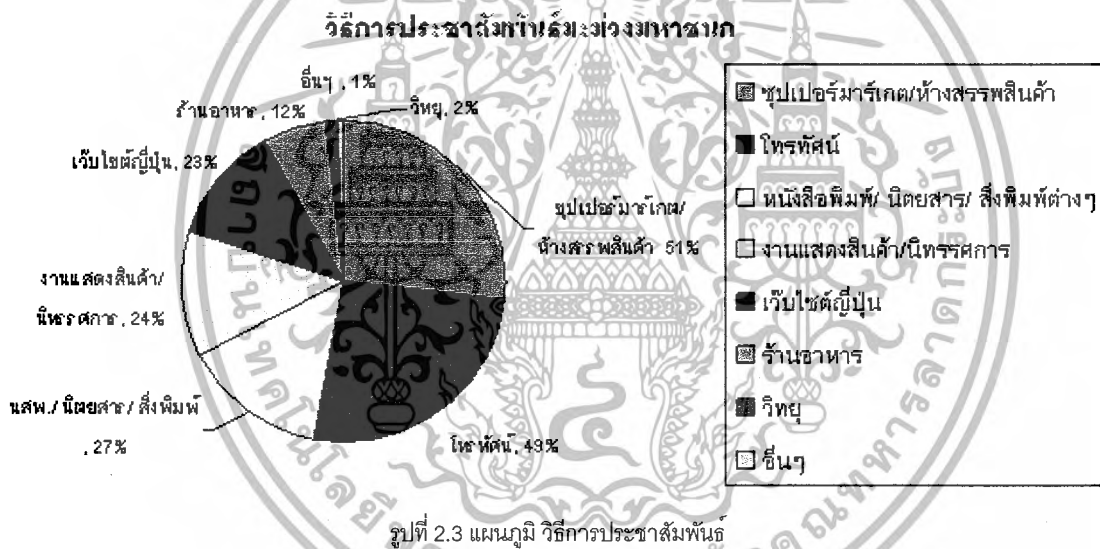 วิธีการประชาสัมพันธ์มะม่วงมหาชนก
อื่นๆ , 1%
วิทยุ, 2%
ร้านอาหาร, 12%
เว็บไซต์ญี่ปุ่น, 23%
ซุปเปอร์มาร์เกต/
ห้างสรรพสินค้า 51%
งานแสดงสินค้า/
นิทรรศการ, 24%
นสพ./ นิตยสาร/ สิ่งพิมพ์
, 27%
โทรทัศน์, 49%
ซุปเปอร์มาร์เกต/ห้างสรรพสินค้า
โทรทัศน์
หนังสือพิมพ์/ นิตยสาร/ สิ่งพิมพ์ต่างๆ
งานแสดงสินค้า/นิทรรศการ
เว็บไซต์ญี่ปุ่น
ร้านอาหาร
วิทยุ
อื่นๆ
รูปที่ 2.3 แผนภูมิ วิธีการประชาสัมพันธ์